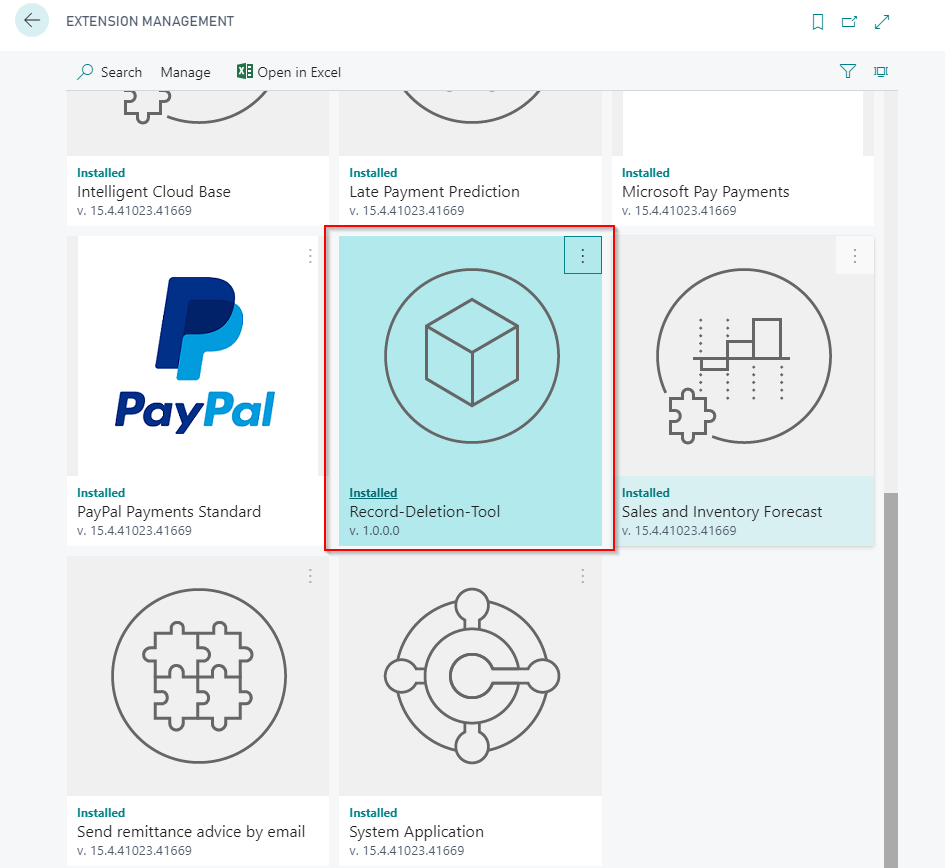 EXTENSION MANAGEMENT
Search Manage Open in Excel
Installed
Intelligent Cloud Base
v. 15.4.41023.41669
Installed
Late Payment Prediction
v. 15.4.41023.41669
Installed
Microsoft Pay Payments
v. 15.4.41023.41669
PayPal
Installed
PayPal Payments Standard
v. 15.4.41023.41669
Installed
Record-Deletion-Tool
v. 1.0.0.0
Installed
Sales and Inventory Forecast
v. 15.4.41023.41669
Installed
Send remittance advice by email
v. 15.4.41023.41669
Installed
System Application
v. 15.4.41023.41669